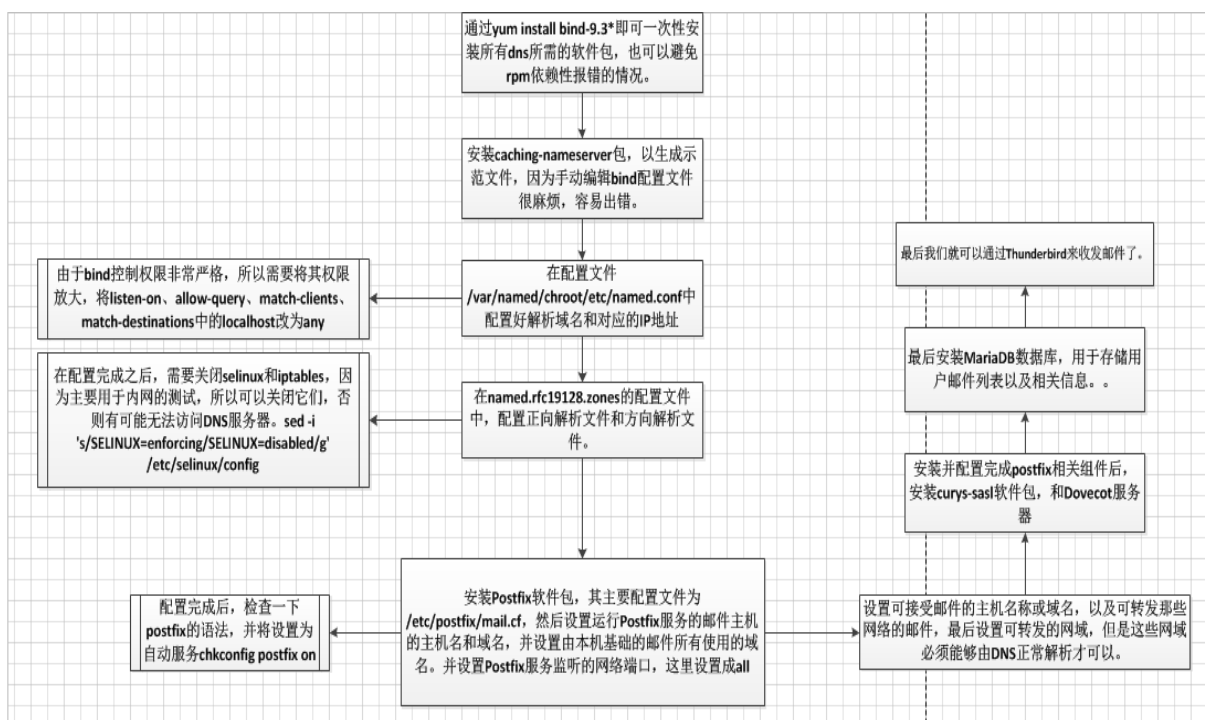 通过yum install bind-9.3*即可一次性安
装所有dns所需的软件包，也可以避免
rpm依赖性报错的情况。
安装caching-nameserver包，以生成示
范文件，因为手动编辑bind配置文件
很麻烦，容易出错。
在配置文件
/var/named/chroot/etc/named.conf中
配置好解析域名和对应的IP地址
由于bind控制权限非常严格，所以需要将其权限
放大，将listen-on、allow-query、match-clients、
match-destinations中的localhost改为any
在named.rfc19128.zones的配置文件
中，配置正向解析文件和方向解析文
件。
在配置完成之后，需要关闭selinux和iptables，因
为主要用于内网的测试，所以可以关闭它们，否
则有可能无法访问DNS服务器。sed -i
's/SELINUX=enforcing/SELINUX=disabled/g'
/etc/selinux/config
安装Postfix软件包，其主要配置文件为
/etc/postfix/mail.cf，然后设置运行Postfix服务的邮件主机
的主机名和域名，并设置由本机基础的邮件所有使用的域
名。并设置Postfix服务监听的网络端口，这里设置成all
配置完成后，检查一下
postfix的语法，并将设置为
自动服务chkconfig postfix on
设置可接受邮件的主机名称或域名，以及可转发那些
网络的邮件，最后设置可转发的网域，但是这些网域
必须能够由DNS正常解析才可以。
安装并配置完成postfix相关组件后，
安装curys-sasl软件包，和Dovecot服务
器
最后安装MariaDB数据库，用于存储用
户邮件列表以及相关信息。。
最后我们就可以通过Thunderbird来收发邮件了。